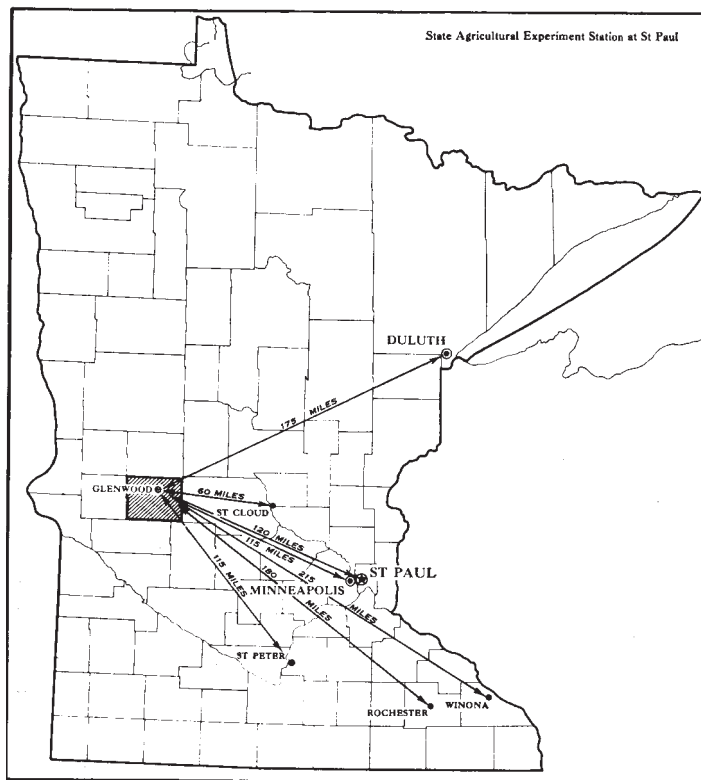 State Agricultural Experiment Station at St Paul
DULUTH
175 MILES
GLENWOOD
60 MILES
ST CLOUD
120 MILES
115 MILES
215 MILES
180 MILES
115 MILES
ST PAUL
MINNEAPOLIS
ST PETER
ROCHESTER
WINONA